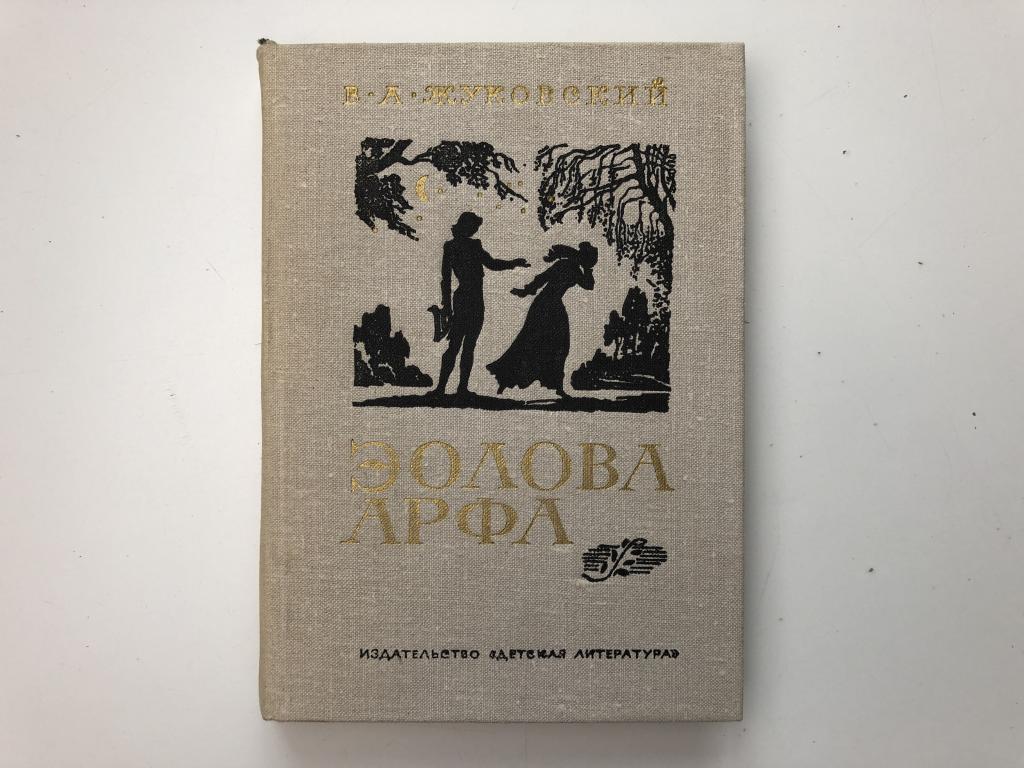 В·А·ЖУКОВСКИЙ
ЭОЛОВА
АРФА
ИЗДАТЕЛЬСТВО «ДЕТСКАЯ ЛИТЕРАТУРА»